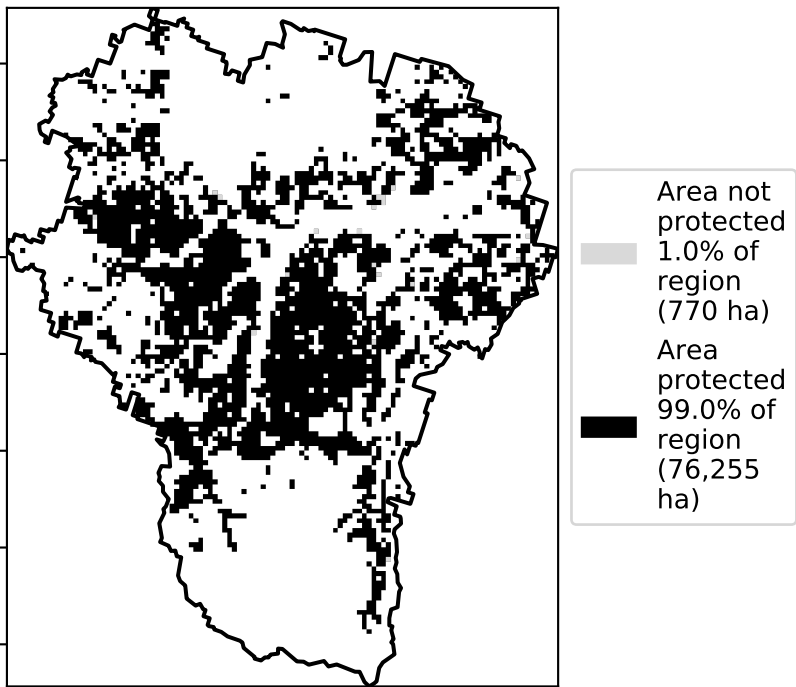 Area not
protected
1.0% of
region
(770 ha)
Area
protected
99.0% of
region
(76,255
ha)